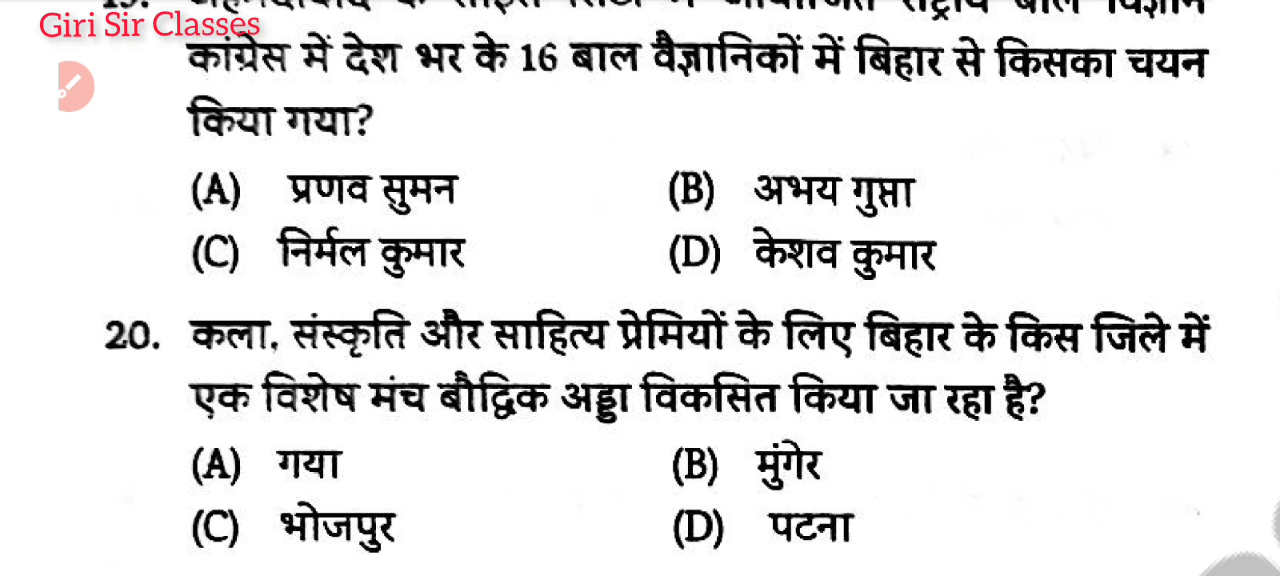 Giri Sir Classes
कांग्रेस में देश भर के 16 बाल वैज्ञानिकों में बिहार से किसका चयन
किया गया?
(A) प्रणव सुमन (B) अभय गुप्ता
(C) निर्मल कुमार (D) केशव कुमार
20. कला, संस्कृति और साहित्य प्रेमियों के लिए बिहार के किस जिले में
एक विशेष मंच बौद्धिक अड्डा विकसित किया जा रहा है?
(A) गया (B) मुंगेर
(C) भोजपुर (D) पटना